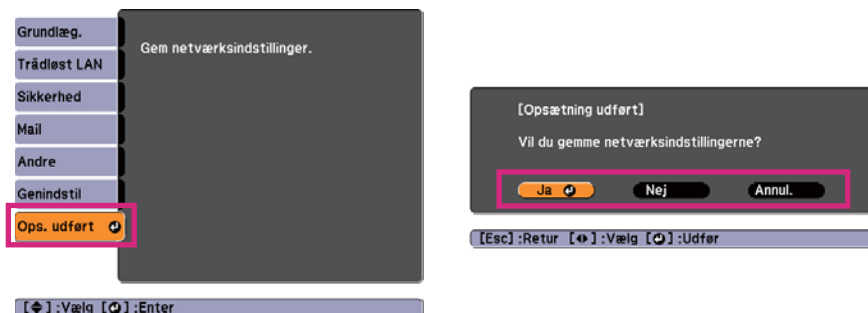 Grundlæg.
Trådløst LAN
Sikkerhed
Mail
Andre
Genindstil
Ops. udført
Gem netværksindstillinger.
[ ] :Vælg [ ] :Enter
[Opsætning udført]
Vil du gemme netværksindstillingerne?
Ja Nej Annul.
[Esc] :Retur [ ] :Vælg [ ] :Udfør